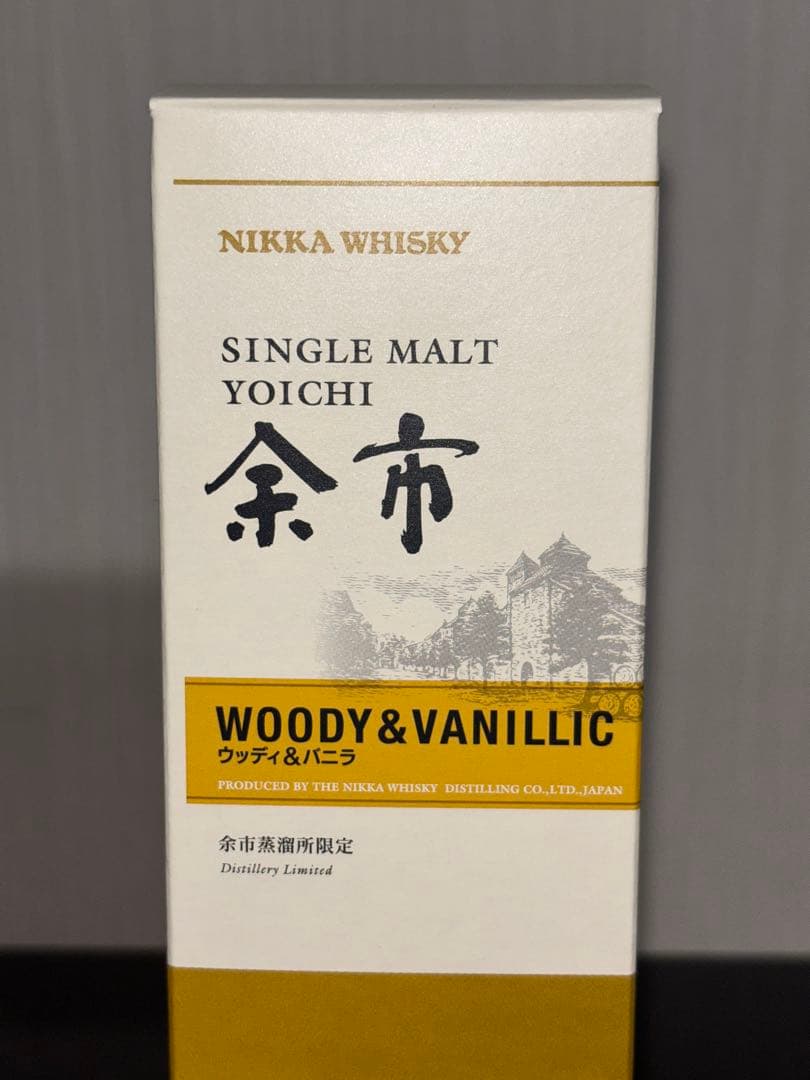 NIKKA WHISKY
SINGLE MALT
YOICHI
余市
WOODY&VANILLIC
ウッディ&バニラ
PRODUCED BY THE NIKKA WHISKY DISTILLING CO.,LTD.,JAPAN
余市蒸溜所限定
Distillery Limited